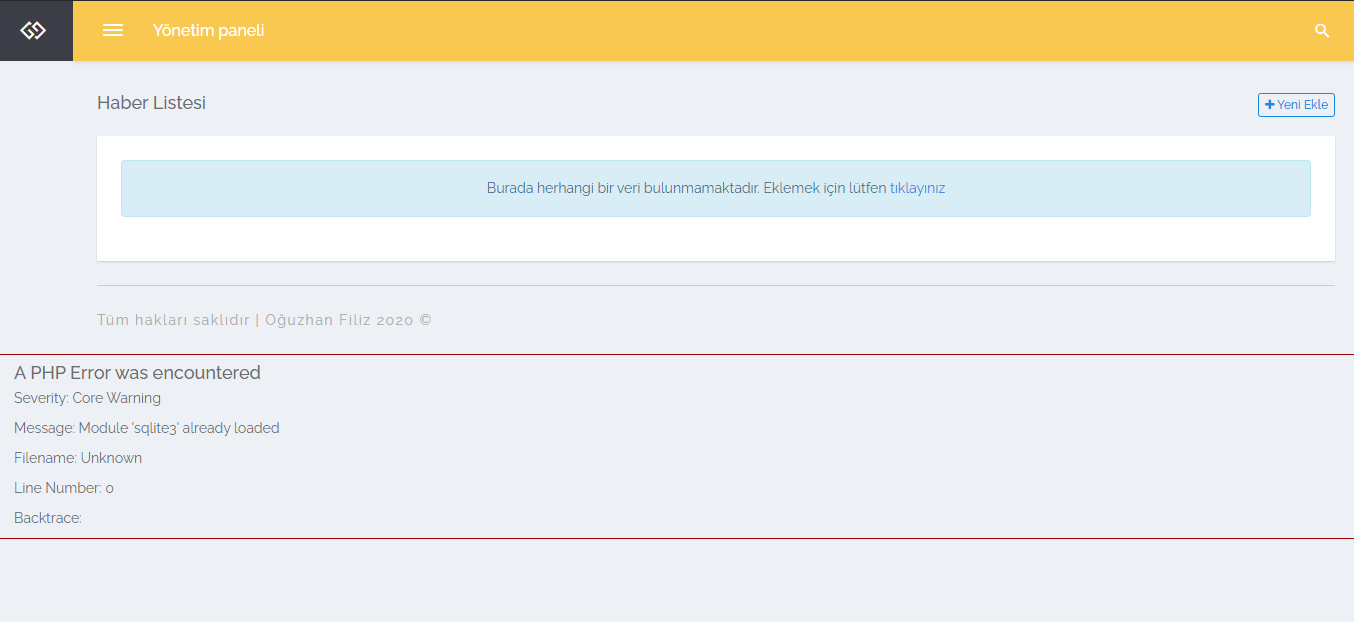 Yönetim paneli
Haber Listesi
Yeni Ekle
Burada herhangi bir veri bulunmamaktadır. Eklemek için lütfen tıklayınız
Tüm hakları saklıdır | Oğuzhan Filiz 2020 ©
A PHP Error was encountered
Severity: Core Warning
Message: Module 'sqlite3' already loaded
Filename: Unknown
Line Number: 0
Backtrace: